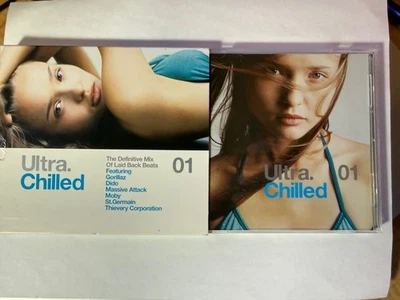 Ultra.
Chilled
The Definitive Mix
Of Laid Back Beats
Featuring
Gorillaz
Dido
Massive Attack
Moby
St.Germain
Thievery Corporation
01
Ultra.
Chilled
01